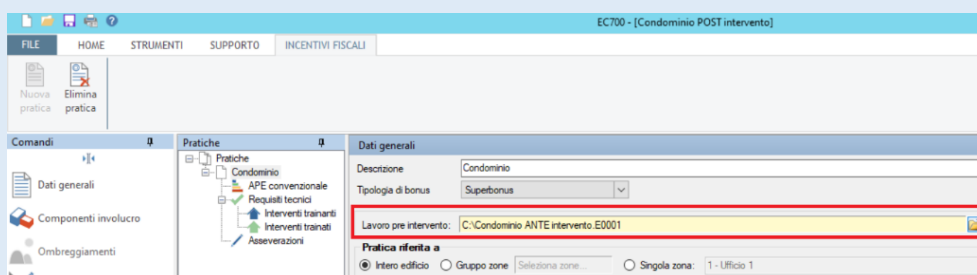 EC700 - [Condominio POST intervento]
FILE HOME STRUMENTI SUPPORTO INCENTIVI FISCALI
Nuova pratica
Elimina pratica
Comandi
Dati generali
Componenti involucro
Ombreggiamenti
Pratiche
Pratiche
Condominio
APE convenzionale
Requisiti tecnici
Interventi trainanti
Interventi trainati
Asseverazioni
Dati generali
Descrizione Condominio
Tipologia di bonus Superbonus
Lavoro pre intervento: C:\Condominio ANTE intervento.E0001
Pratica riferita a
Intero edificio Gruppo zone Seleziona zone... Singola zona: 1 - Ufficio 1